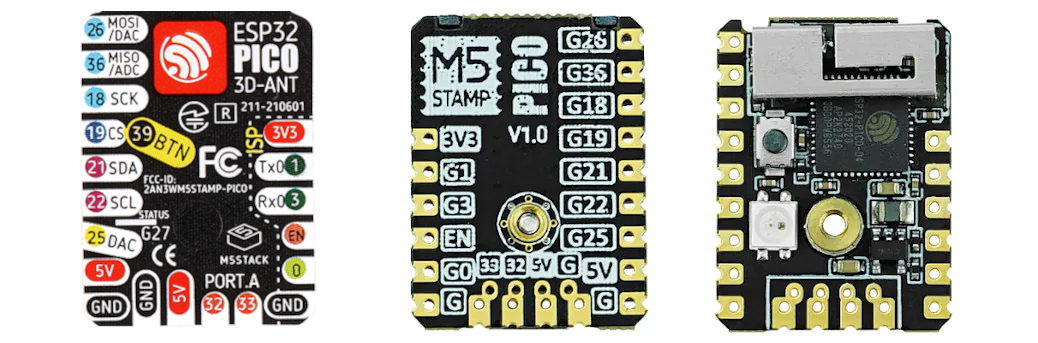 26 MOSI /DAC
36 MISO /ADC
18 SCK
19 CS
39 BTN
21 SDA
22 SCL
25 DAC
5V
GND
GND
5V
ESP32
PICO
3D-ANT
R 211-210601
ISP
3V3
FC
Tx0 1
FCC-ID:
2AN3WM5STAMP-PICO
Rx0 3
STATUS
G27
CE
M5STACK
EN
0
PORT.A
32 33 GND
M5
STAMP
PICO
V1.0
G26
G36
G18
3V3 G19
G1 G21
G3 G22
EN G25
G0 33 32 5V G 5V
G G
ESP32-PICO-D4